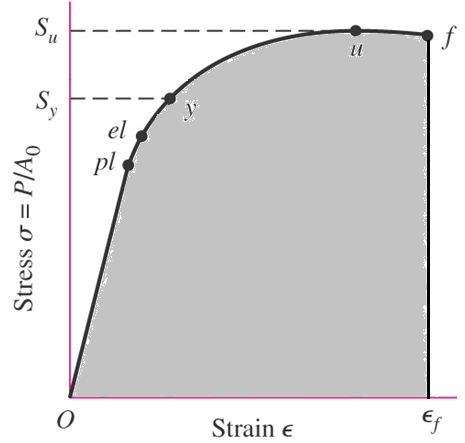 S_u
f
u
S_y
y
el
pl
Stress σ = P/A_0
O
Strain ϵ
ϵ_f